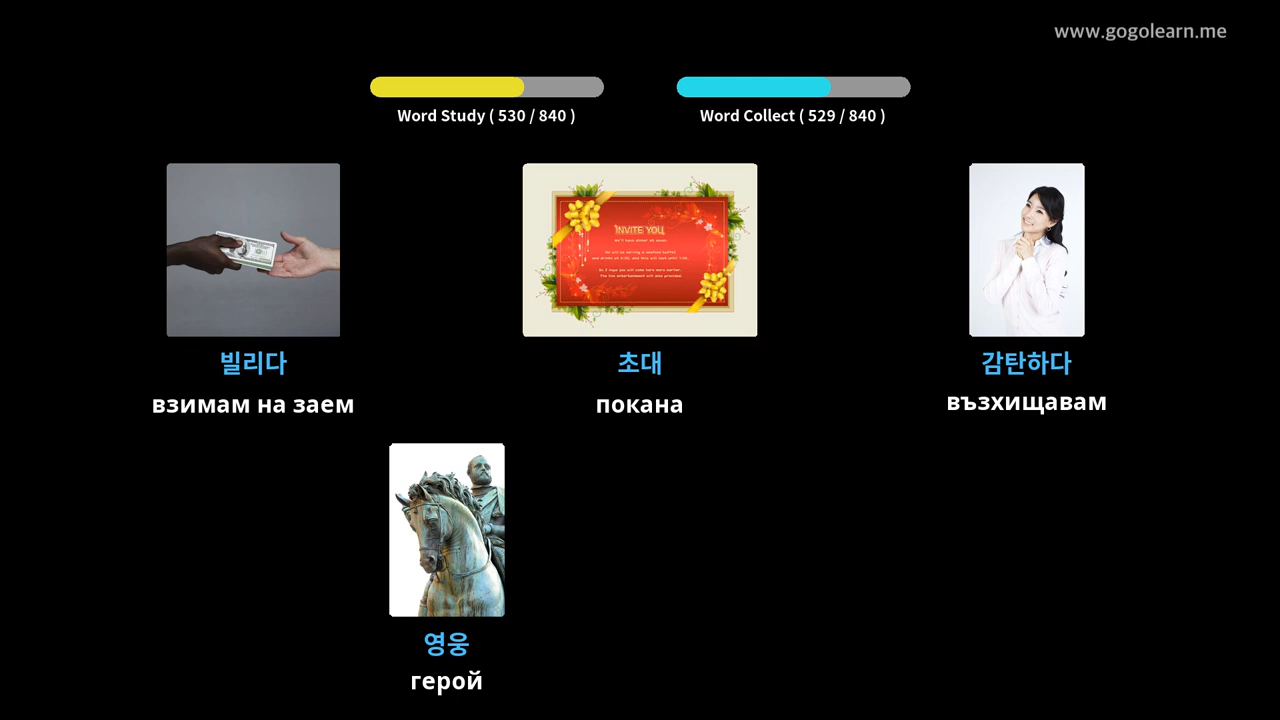 www.gogolearn.me
Word Study ( 530 / 840 )
Word Collect ( 529 / 840 )
INVITE YOU
빌리다
взимам на заем
초대
покана
감탄하다
възхищавам
영웅
герой